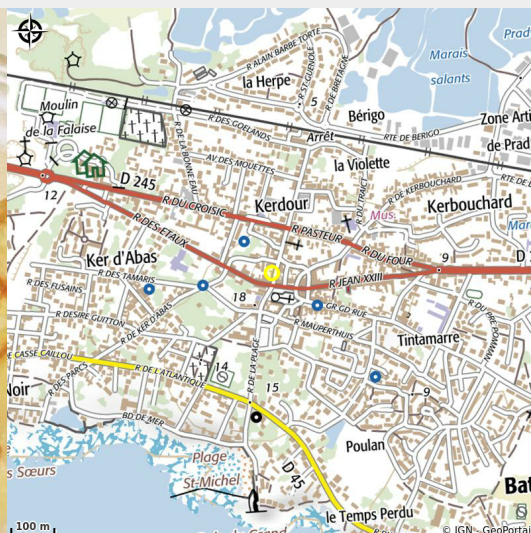 R ALAIN BARBE TORTE
la Herpe
R ST GUENOLE
R DE BRETAGNE
5
Marais
salants
Prad
Moulin
de la Falaise
R DES GOELANDS
Arrêt
Bérigo
RTE DE BERIGO
Zone Arti
de Prad
R DE LA BONNE EAU
AV DES MOUETTES
la Violette
R DU TRAICT
R DE KERBOUCHARD
RTE DE
12
D 245
R DU CROISIC
Kerdour
R PASTEUR
Mus.
Kerbouchard
Mar
R DES ETAUX
R DU FOUR
9
D
Ker d'Abas
R DES TAMARIS
R JEAN XXIII
R DES FUSAINS
18
GR GD RUE
R DESIRE GUITTON
R DE KER D'ABAS
R MAUPERTHUIS
Tintamarre
R DE LA PLAGE
E CASSE CAILLOU
R DE L'ATLANTIQUE
14
15
9
Noir
R DES PARCS
BD DE MER
Poulan
s Sœurs
Plage
St-Michel
D 45
Bat
le Temps Perdu
100 m
© IGN - GeoPortail